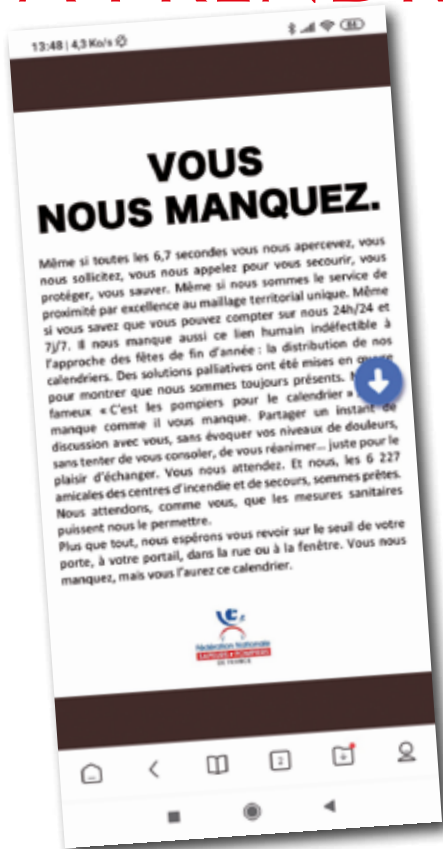 13:48 | 4,3 Ko/s
84
VOUS
NOUS MANQUEZ.
Même si toutes les 6,7 secondes vous nous apercevez, vous
nous sollicitez, vous nous appelez pour vous secourir, vous
protéger, vous sauver. Même si nous sommes le service de
proximité par excellence au maillage territorial unique. Même
si vous savez que vous pouvez compter sur nous 24h/24 et
7j/7. Il nous manque aussi ce lien humain indéfectible à
l'approche des fêtes de fin d'année : la distribution de nos
calendriers. Des solutions palliatives ont été mises en
pour montrer que nous sommes toujours présents.
fameux « C'est les pompiers pour le calendrier »
manque comme il vous manque. Partager un instant de
discussion avec vous, sans évoquer vos niveaux de douleurs,
sans tenter de vous consoler, de vous réanimer... juste pour le
plaisir d'échanger. Vous nous attendez. Et nous, les 6 227
amicales des centres d'incendie et de secours, sommes prêtes.
Nous attendons, comme vous, que les mesures sanitaires
puissent nous le permettre.
Plus que tout, nous espérons vous revoir sur le seuil de votre
porte, à votre portail, dans la rue ou à la fenêtre. Vous nous
manquez, mais vous l'aurez ce calendrier.
Fédération Nationale
SAPEURS • POMPIERS
DE FRANCE
2